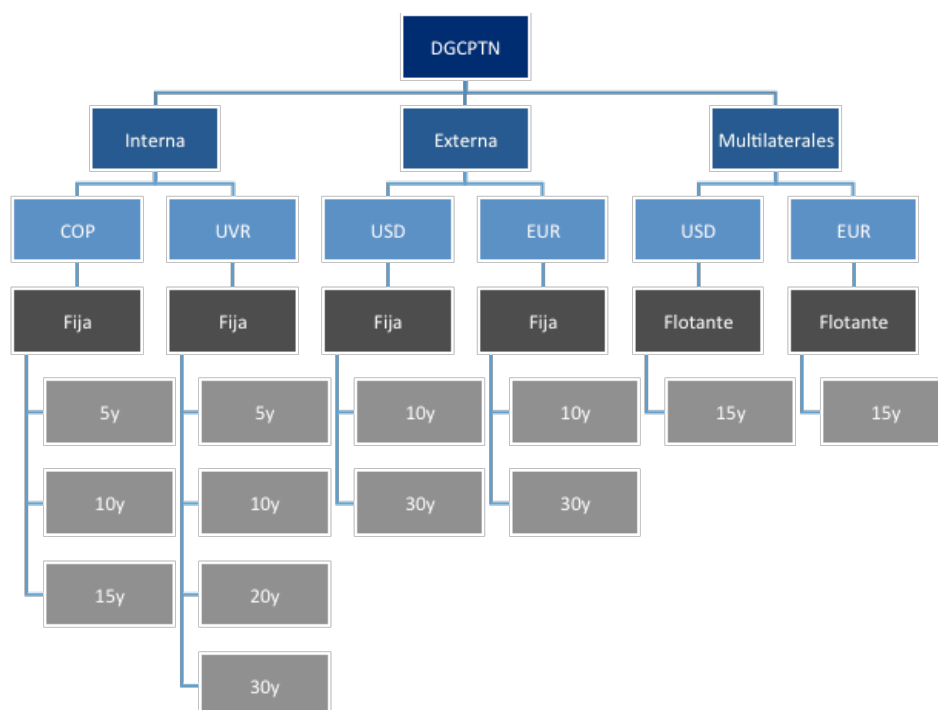 DGCPTN
Interna
Externa
Multilaterales
COP
UVR
USD
EUR
USD
EUR
Fija
Fija
Fija
Fija
Flotante
Flotante
5y
5y
10y
10y
15y
15y
10y
10y
30y
30y
15y
20y
30y